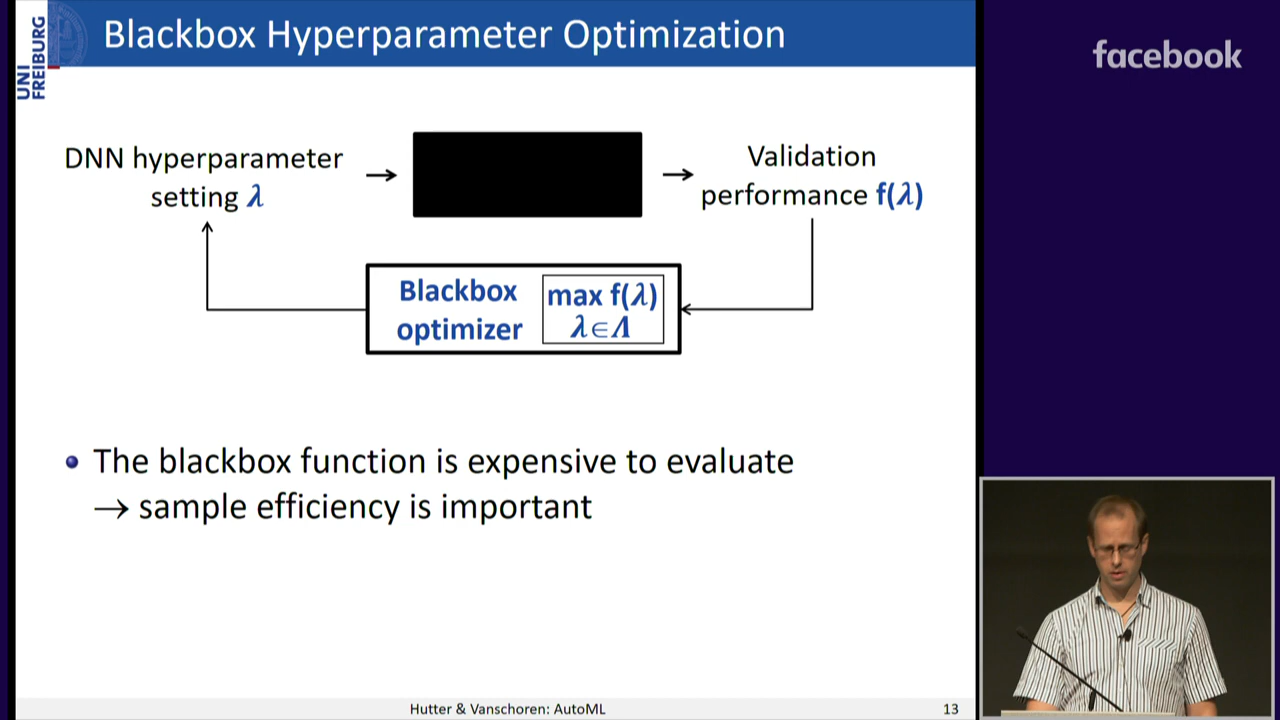 Blackbox Hyperparameter Optimization
UNI
FREIBURG
facebook
DNN hyperparameter
setting λ
→
→
Validation
performance f(λ)
Blackbox
optimizer
max f(λ)
λ∈Λ
• The blackbox function is expensive to evaluate
→ sample efficiency is important
Hutter & Vanschoren: AutoML
13